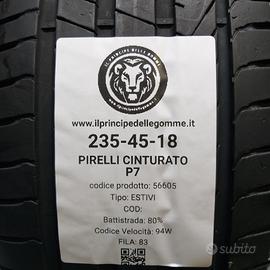 IL PRINCIPE DELLE GOMME
www.ilprincipedellegomme.it
235-45-18
PIRELLI CINTURATO
P7
codice prodotto: 56605
Tipo: ESTIVI
COD:
Battistrada: 80%
Codice Velocità: 94W
FILA: 83
subito